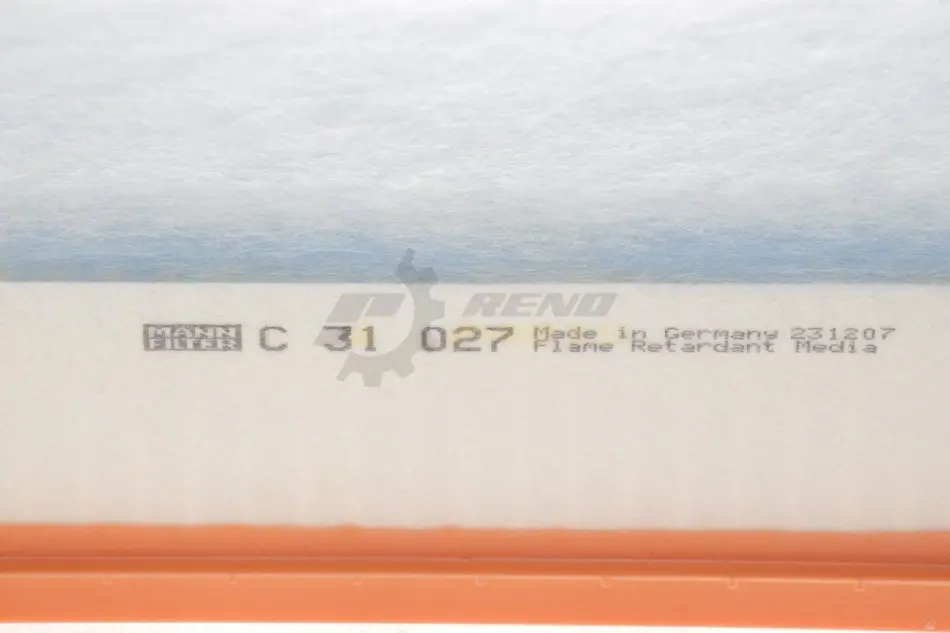 MANN
FILTER
C 31 027
Made in Germany 231207
Flame Retardant Media
RENO